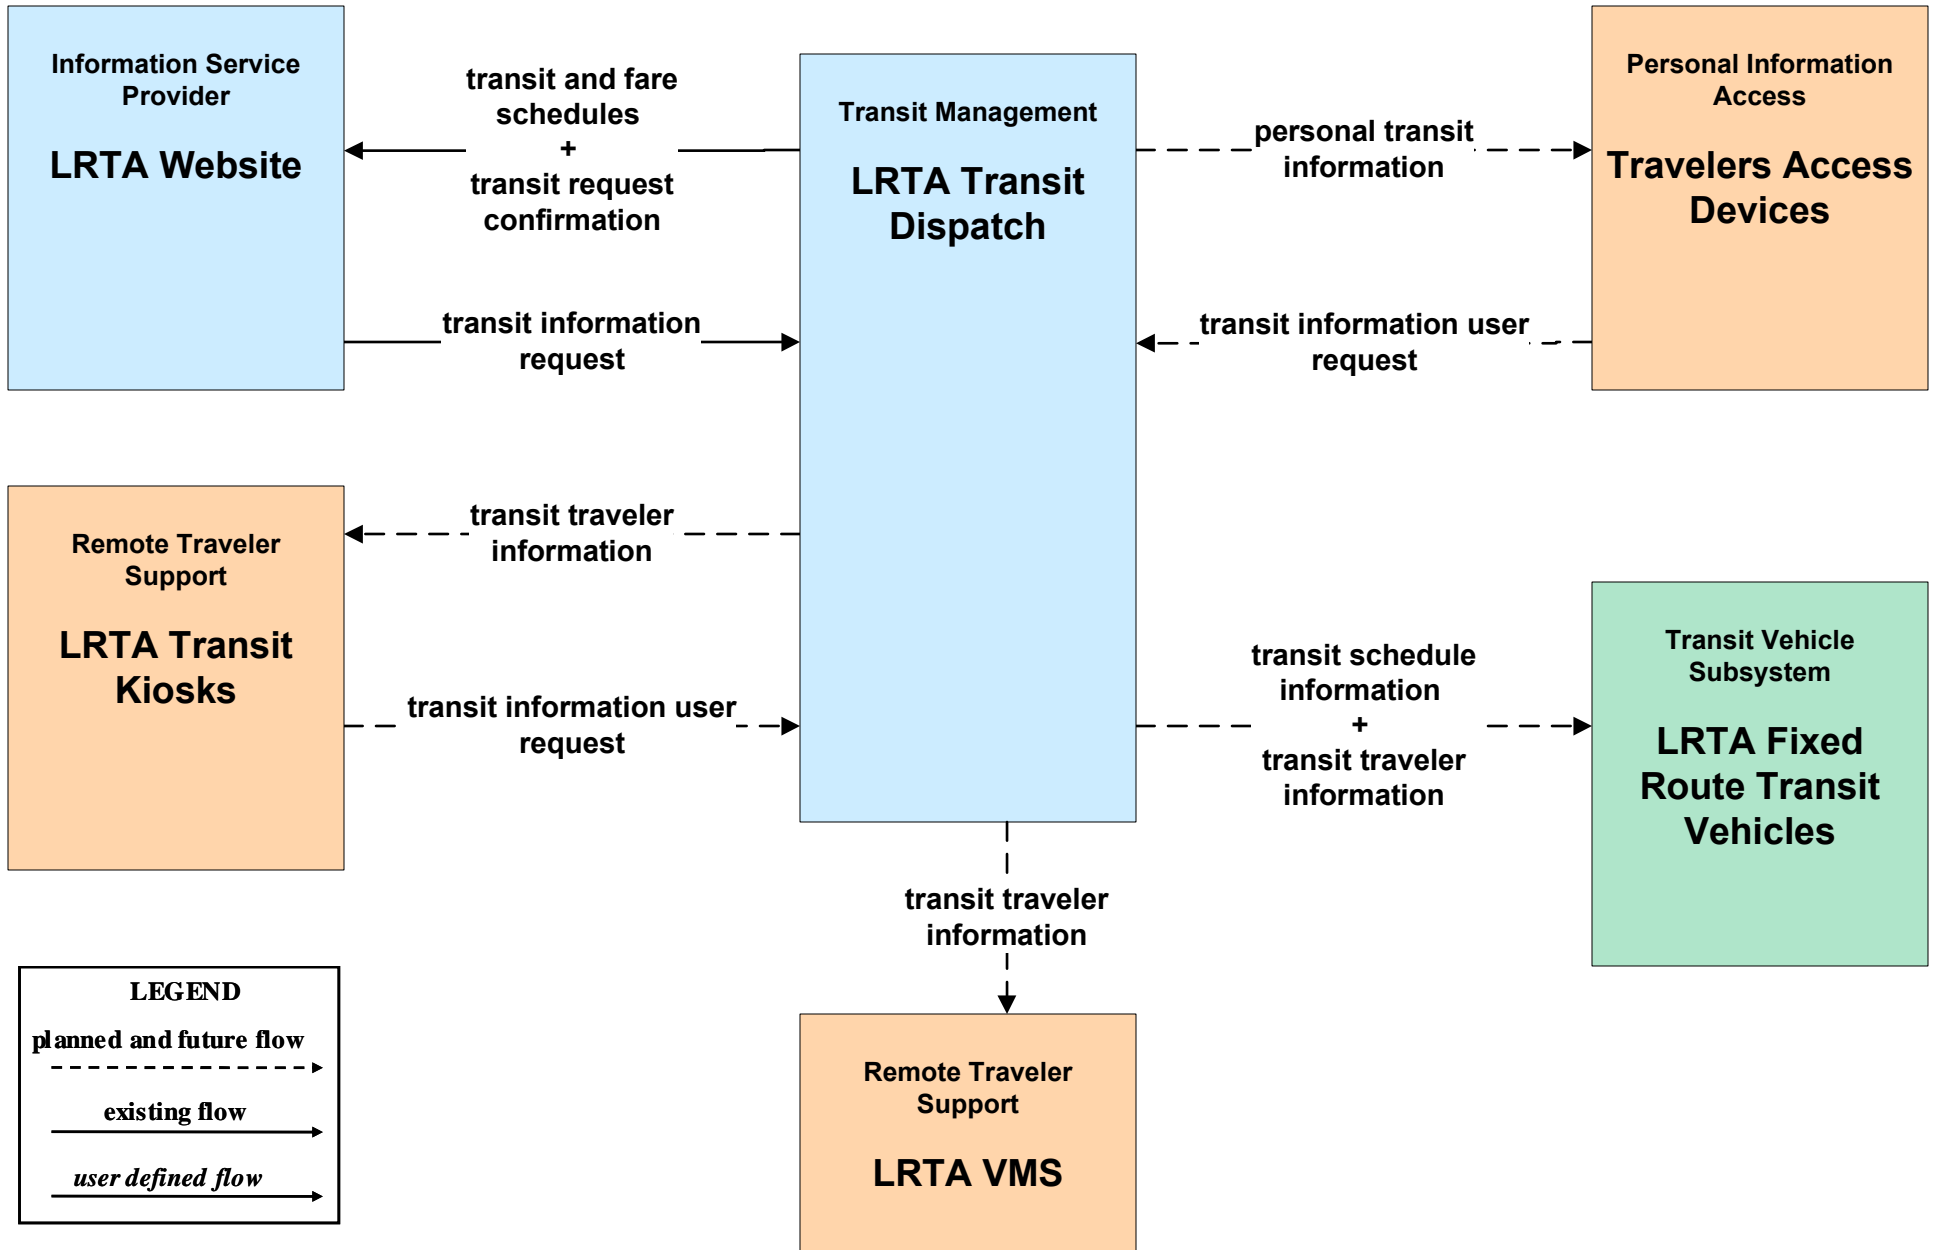 Information Service
Provider
LRTA Website
transit and fare
schedules
+
transit request
confirmation
transit information
request
Transit Management
LRTA Transit
Dispatch
personal transit
information
transit information user
request
Personal Information
Access
Travelers Access
Devices
Remote Traveler
Support
LRTA Transit
Kiosks
transit traveler
information
transit information user
request
transit schedule
information
+
transit traveler
information
Transit Vehicle
Subsystem
LRTA Fixed
Route Transit
Vehicles
transit traveler
information
Remote Traveler
Support
LRTA VMS
LEGEND
planned and future flow
existing flow
user defined flow